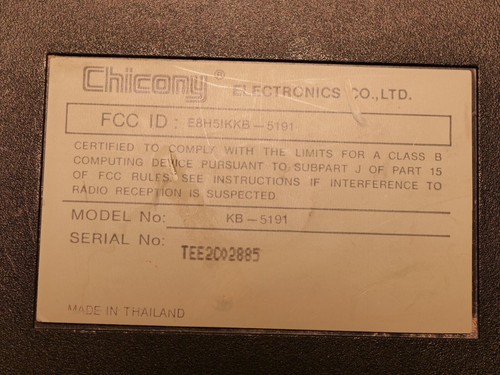 Chicony® ELECTRONICS CO.,LTD.
FCC ID : E8H5IKKB-5191
CERTIFIED TO COMPLY WITH THE LIMITS FOR A CLASS B
COMPUTING DEVICE PURSUANT TO SUBPART J OF PART 15
OF FCC RULES. SEE INSTRUCTIONS IF INTERFERENCE TO
RADIO RECEPTION IS SUSPECTED.
MODEL No: KB-5191
SERIAL No: TEE2C02885
MADE IN THAILAND